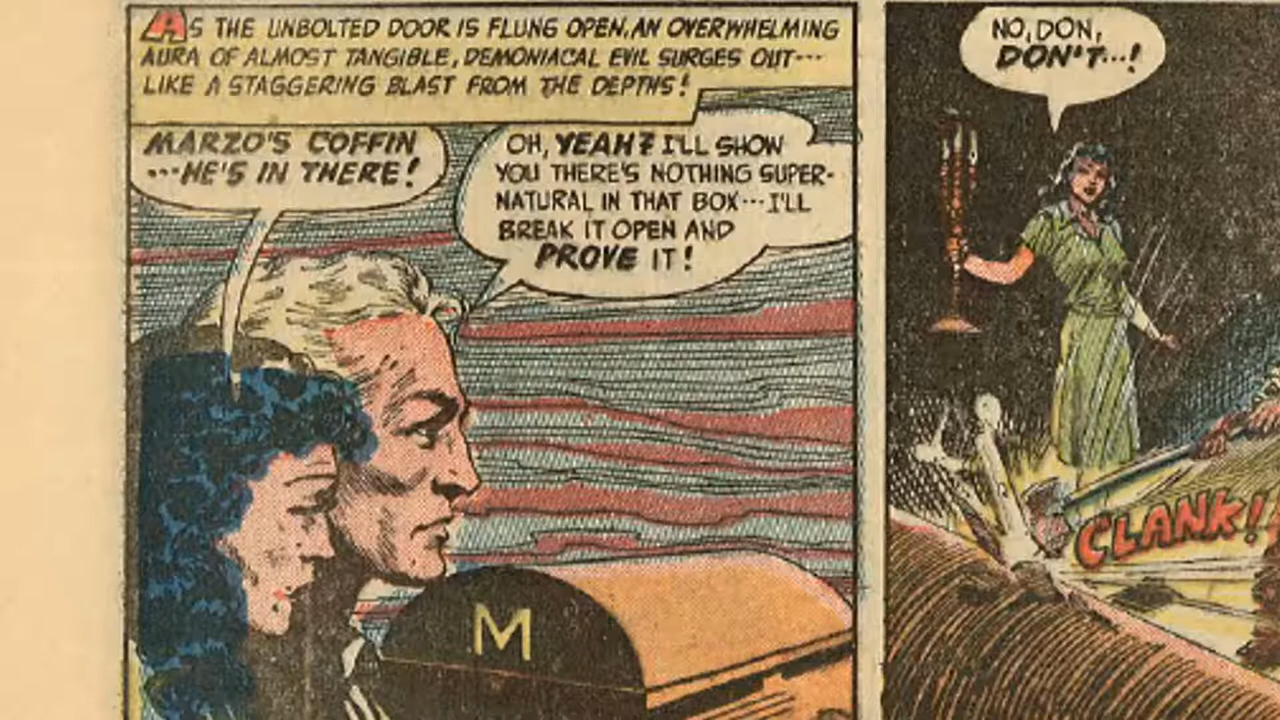 AS THE UNBOLTED DOOR IS FLUNG OPEN, AN OVERWHELMING
AURA OF ALMOST TANGIBLE, DEMONIACAL EVIL SURGES OUT---
LIKE A STAGGERING BLAST FROM THE DEPTHS!
MARZO'S COFFIN
---HE'S IN THERE!
OH, YEAH? I'LL SHOW
YOU THERE'S NOTHING SUPER-
NATURAL IN THAT BOX---I'LL
BREAK IT OPEN AND
PROVE IT!
M
NO, DON,
DON'T---!
CLANK!